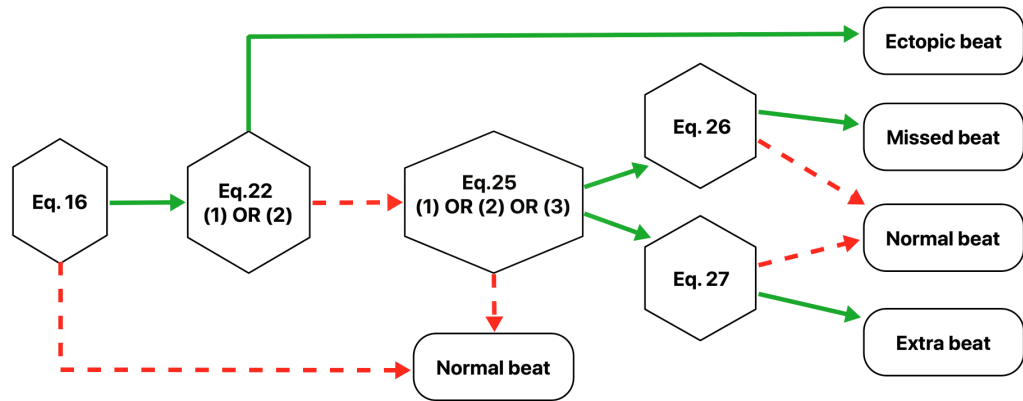 Ectopic beat
Eq. 26
Missed beat
Eq. 16
Eq.22
(1) OR (2)
Eq.25
(1) OR (2) OR (3)
Normal beat
Eq. 27
Extra beat
Normal beat